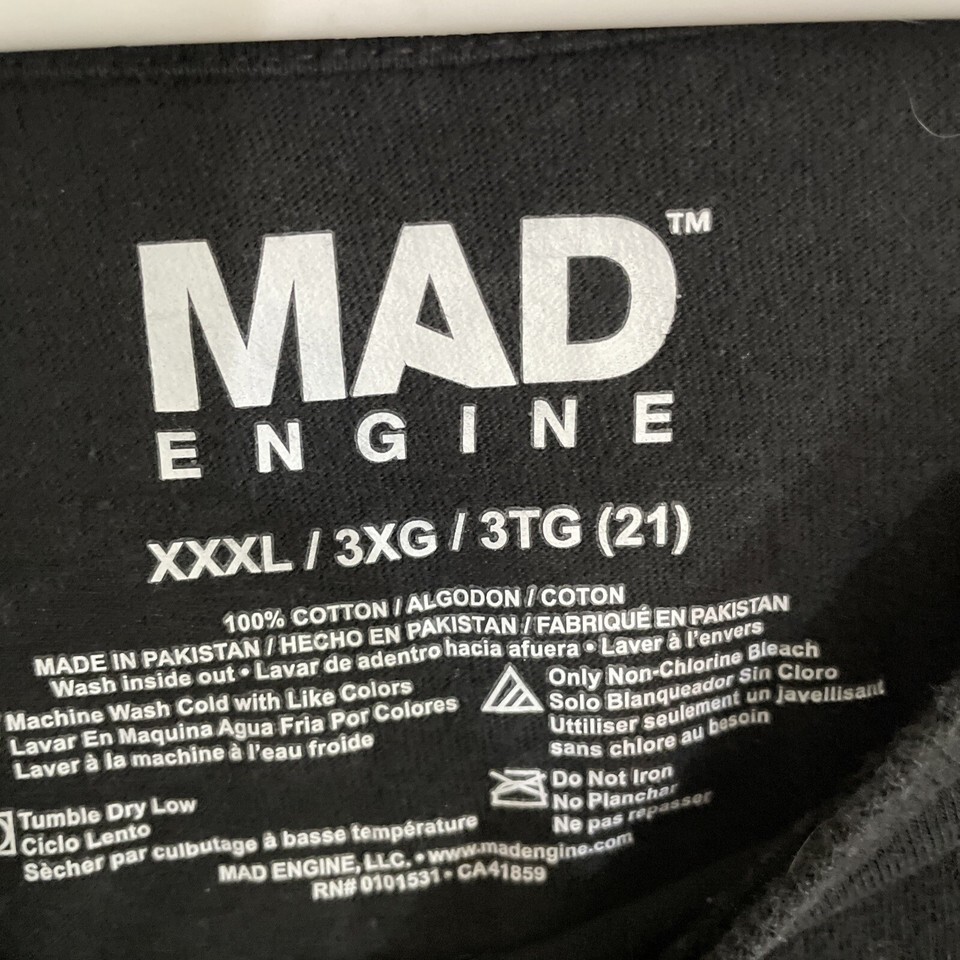 MAD™
ENGINE
XXXL / 3XG / 3TG (21)
100% COTTON / ALGODON / COTON
MADE IN PAKISTAN / HECHO EN PAKISTAN / FABRIQUÉ EN PAKISTAN
Wash inside out • Lavar de adentro hacia afuera • Laver à l'envers
Machine Wash Cold with Like Colors
Lavar En Maquina Agua Fria Por Colores
Laver à la machine à l'eau froide
Only Non-Chlorine Bleach
Solo Blanqueador Sin Cloro
Uttiliser seulement un javellisant
sans chlore au besoin
Do Not Iron
No Planchar
Ne pas repasser
Tumble Dry Low
Ciclo Lento
Sècher par culbutage à basse température
MAD ENGINE, LLC. • www.madengine.com
RN# 0101531 • CA41859